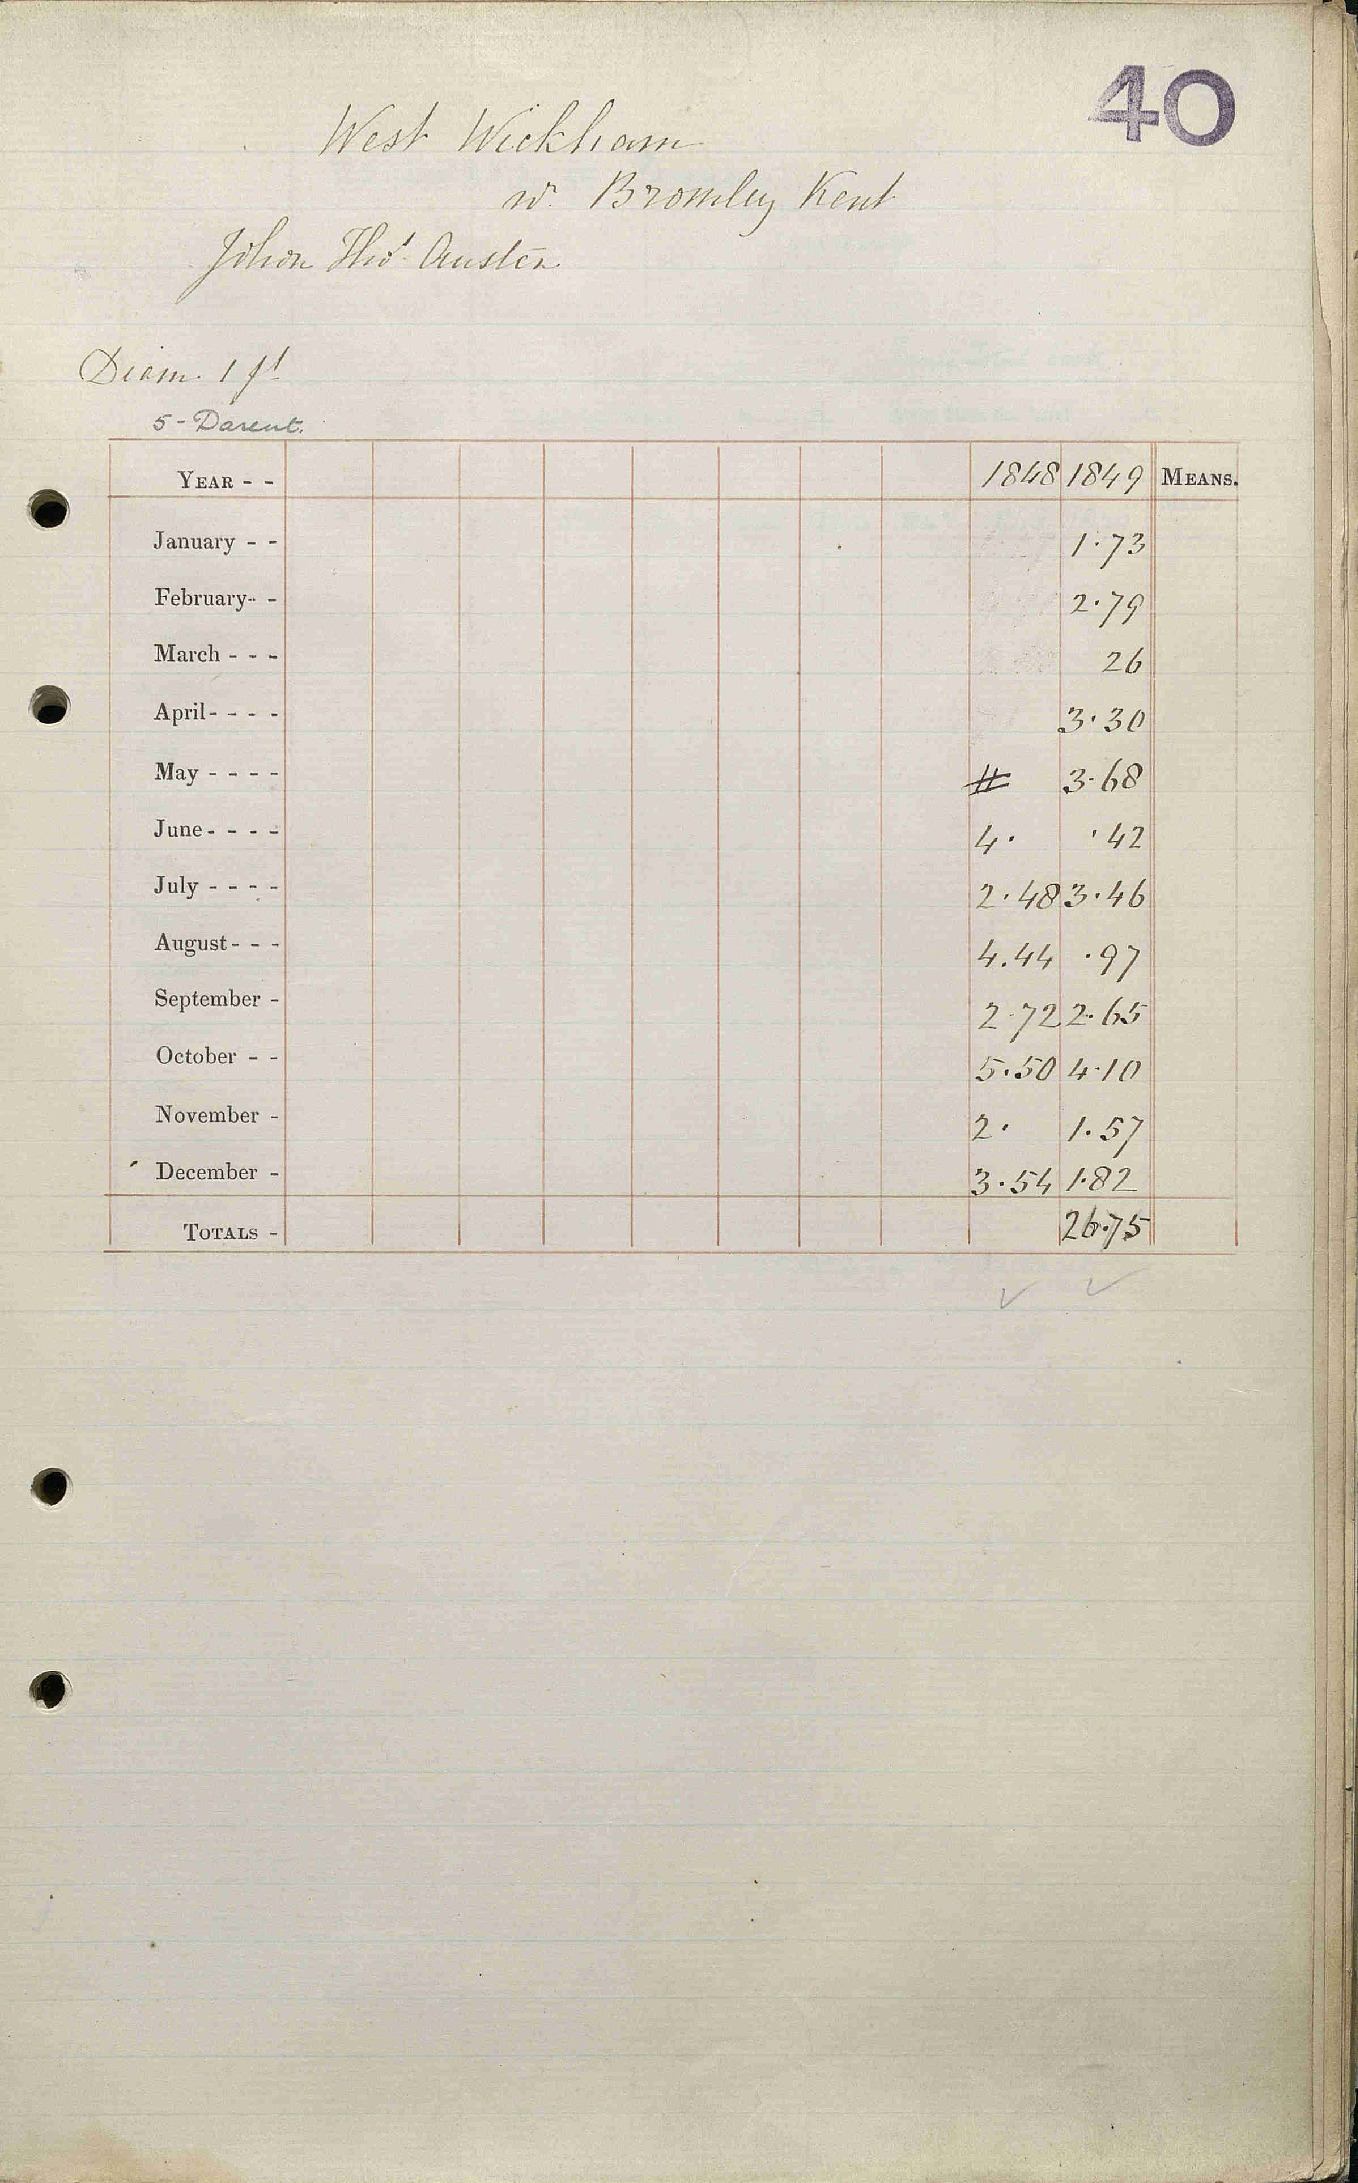 40
West Wickham
nr. Bromley Kent
John Thos Austen
Diam. 1 ft
5 - Darent.
YEAR - - 1848 1849 MEANS.
January - - 1.73
February - - 2.79
March - - - 26
April - - - - 3.30
May - - - - # 3.68
June - - - - 4. .42
July - - - - 2.48 3.46
August - - - 4.44 .97
September - 2.72 2.65
October - - 5.50 4.10
November - 2. 1.57
December - 3.54 1.82
TOTALS - 26.75